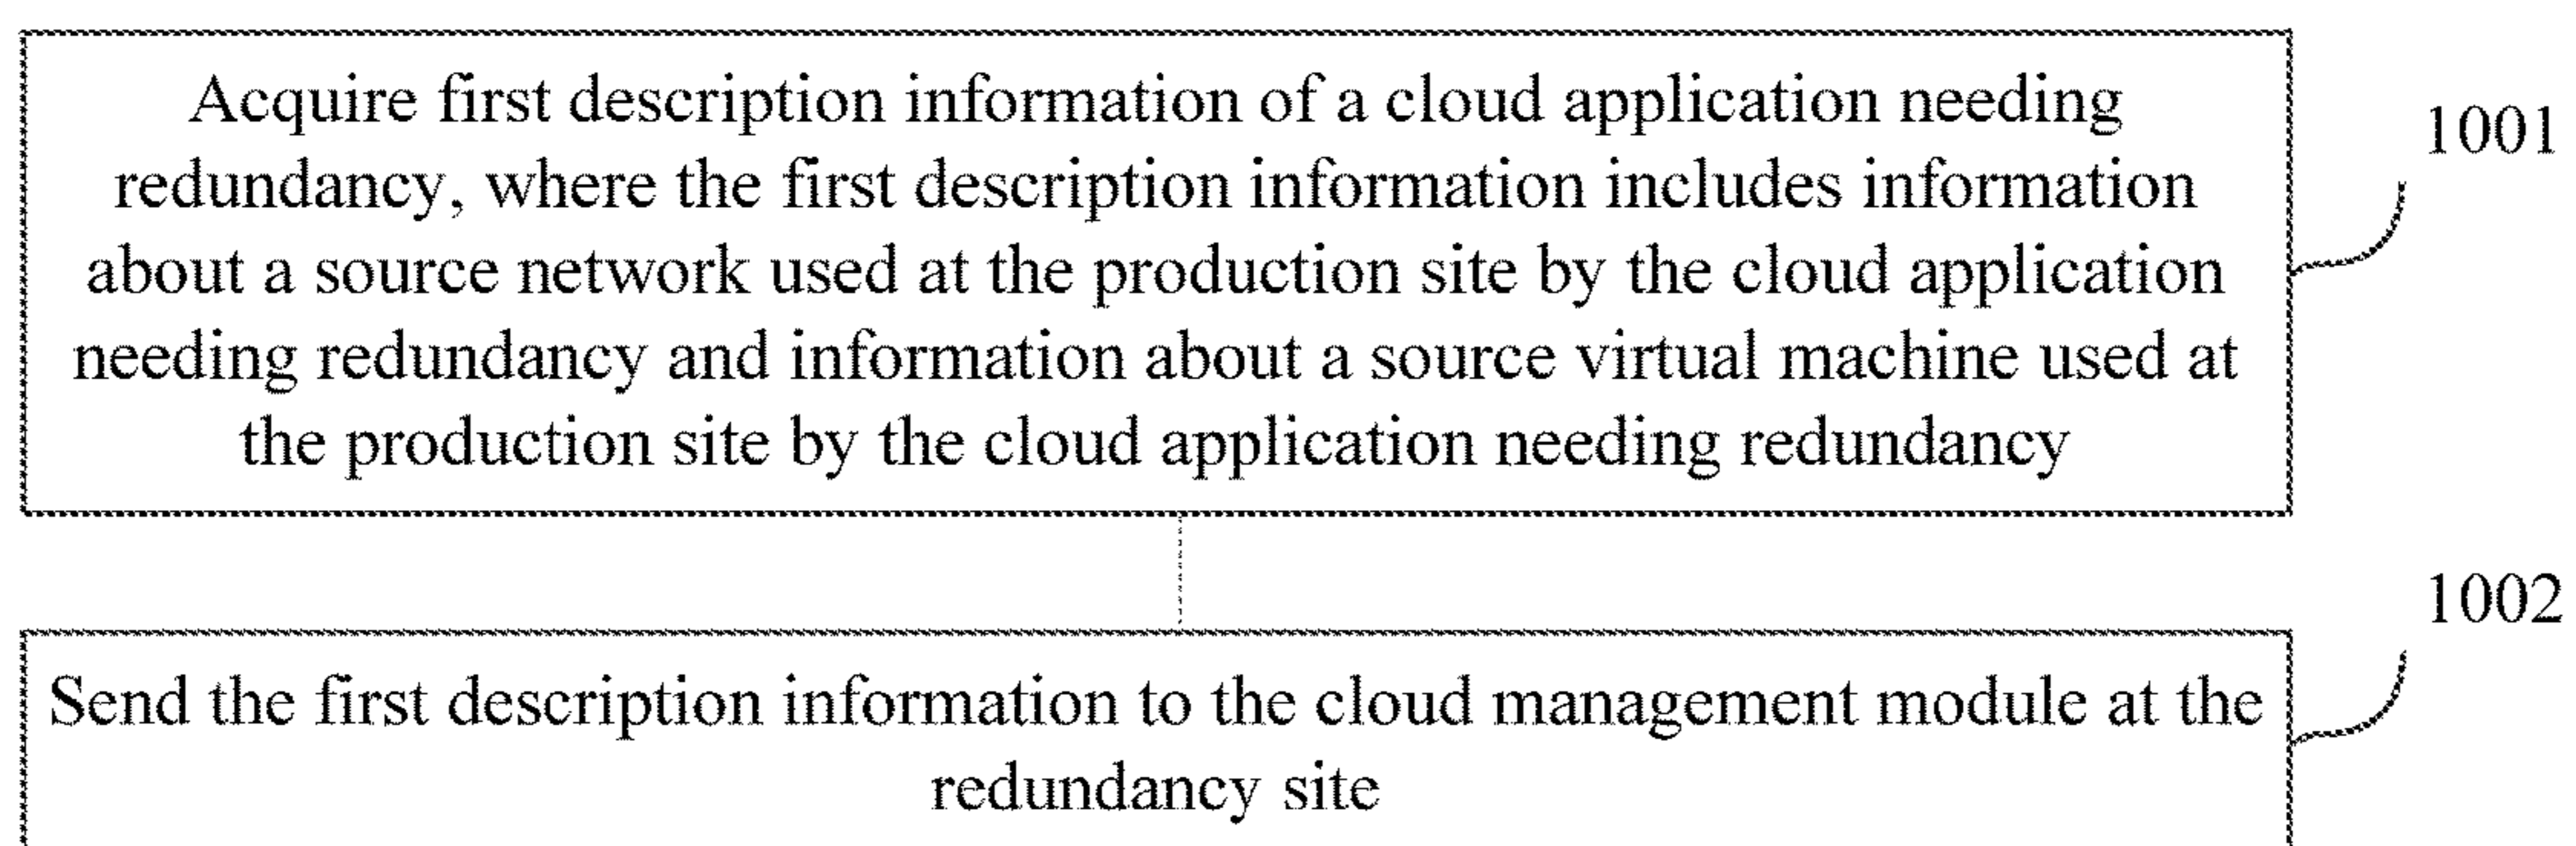 Acquire first description information of a cloud application needing
redundancy, where the first description information includes information
about a source network used at the production site by the cloud application
needing redundancy and information about a source virtual machine used at
the production site by the cloud application needing redundancy
1001
Send the first description information to the cloud management module at the
redundancy site
1002